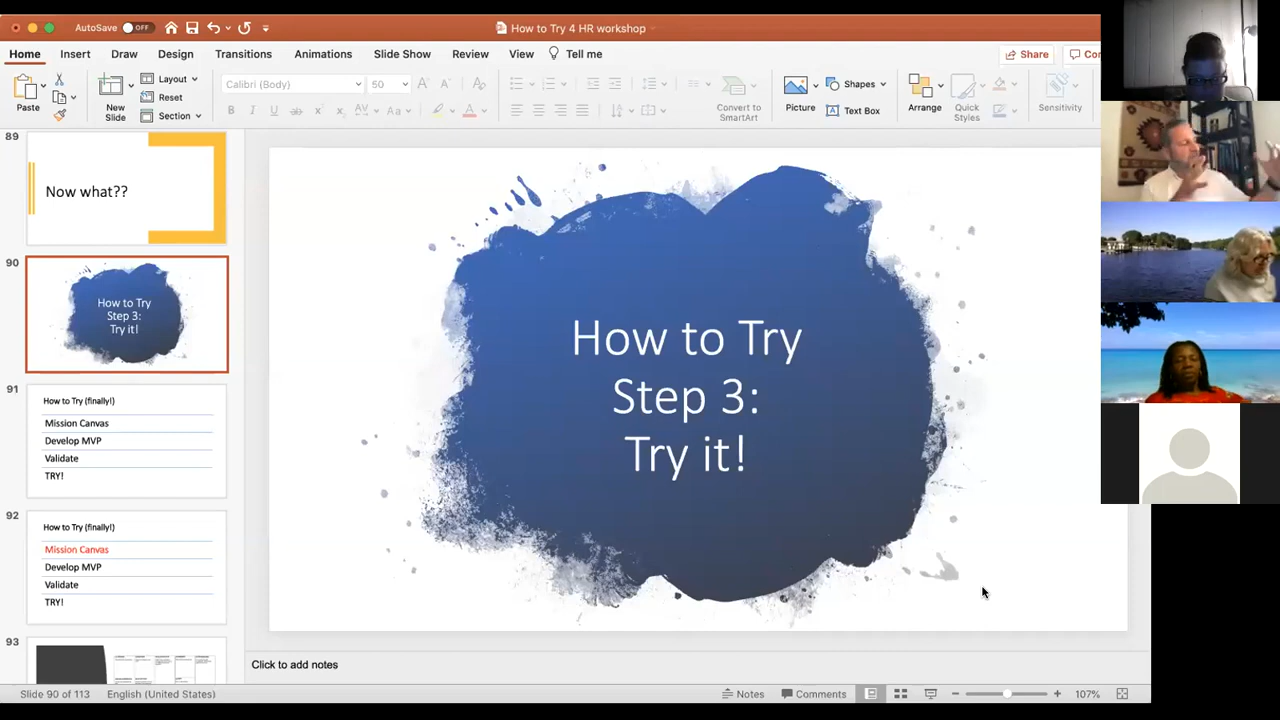 AutoSave OFF
How to Try 4 HR workshop
Home Insert Draw Design Transitions Animations Slide Show Review View Tell me
Share
Paste
New Slide
Layout
Reset
Section
Calibri (Body) 50
Convert to SmartArt
Picture
Shapes
Text Box
Arrange
Quick Styles
Sensitivity
89
Now what??
90
How to Try
Step 3:
Try it!
91
How to Try (finally!)
Mission Canvas
Develop MVP
Validate
TRY!
92
How to Try (finally!)
Mission Canvas
Develop MVP
Validate
TRY!
93
How to Try
Step 3:
Try it!
Click to add notes
Slide 90 of 113 English (United States)
Notes Comments 107%